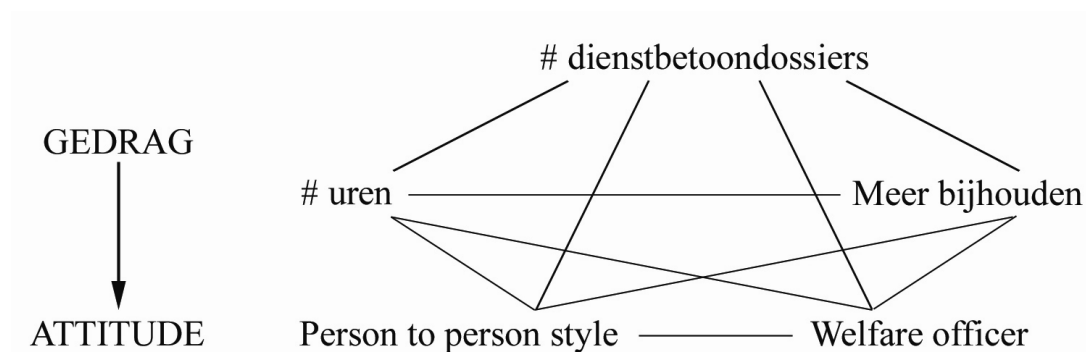 # dienstbetoondossiers
GEDRAG
# uren
Meer bijhouden
ATTITUDE
Person to person style
Welfare officer